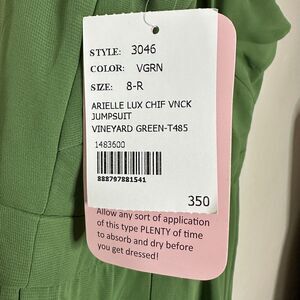 STYLE: 3046
COLOR: VGRN
SIZE: 8-R
ARIELLE LUX CHIF VNCK
JUMPSUIT
VINEYARD GREEN-T485
1483600
888797881541
350
Allow any sort of application
of this type PLENTY of time
to absorb and dry before
you get dressed!